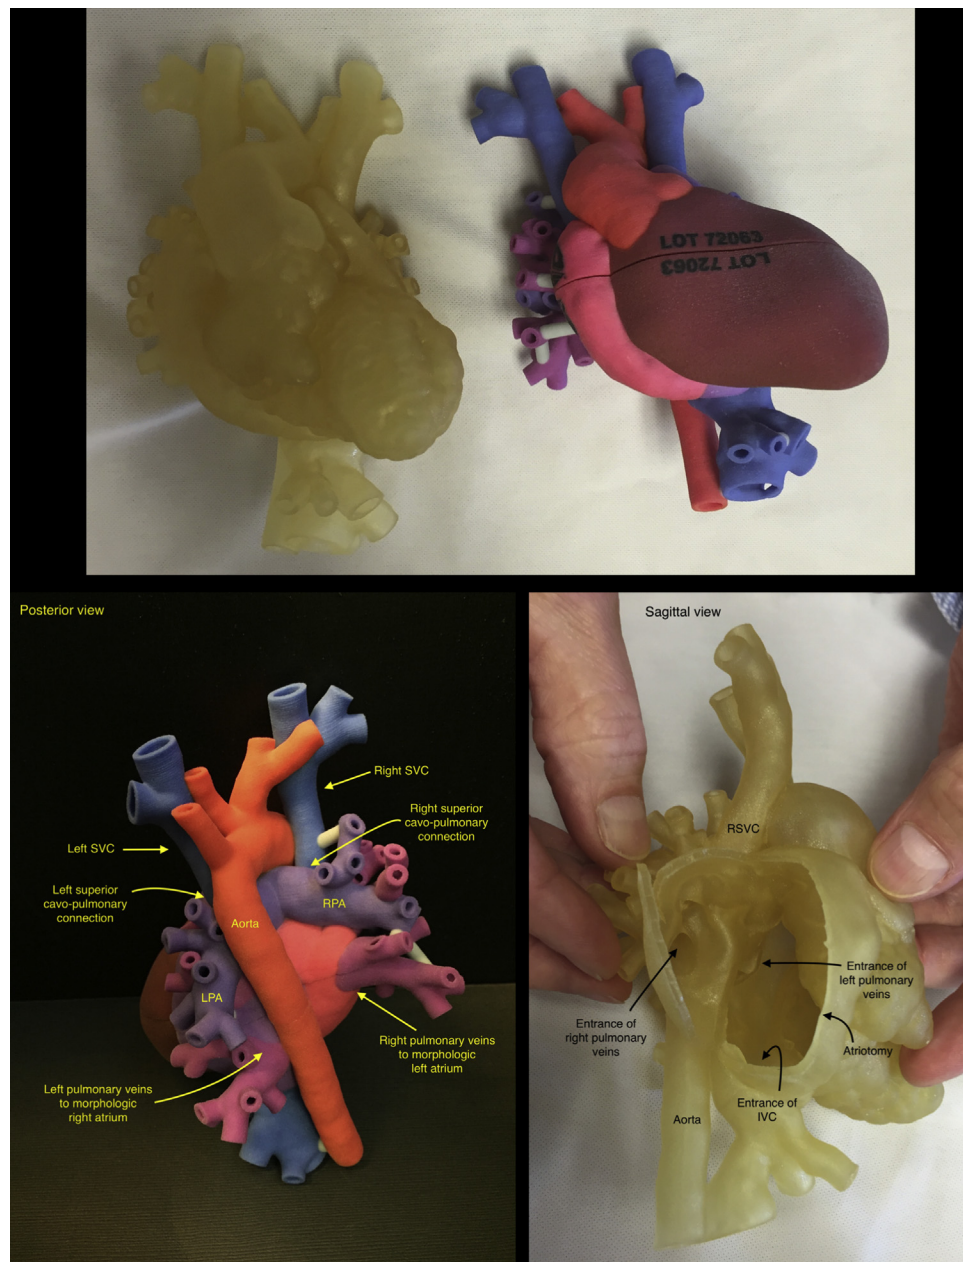 LOT 72063
LOT 72063
Posterior view
Right SVC
Right superior
cavo-pulmonary
connection
Left SVC
Left superior
cavo-pulmonary
connection
RPA
Aorta
LPA
Right pulmonary veins
to morphologic
left atrium
Left pulmonary veins
to morphologic
right atrium
Sagittal view
RSVC
Entrance of
left pulmonary
veins
Entrance of
right pulmonary
veins
Atriotomy
Entrance of
IVC
Aorta